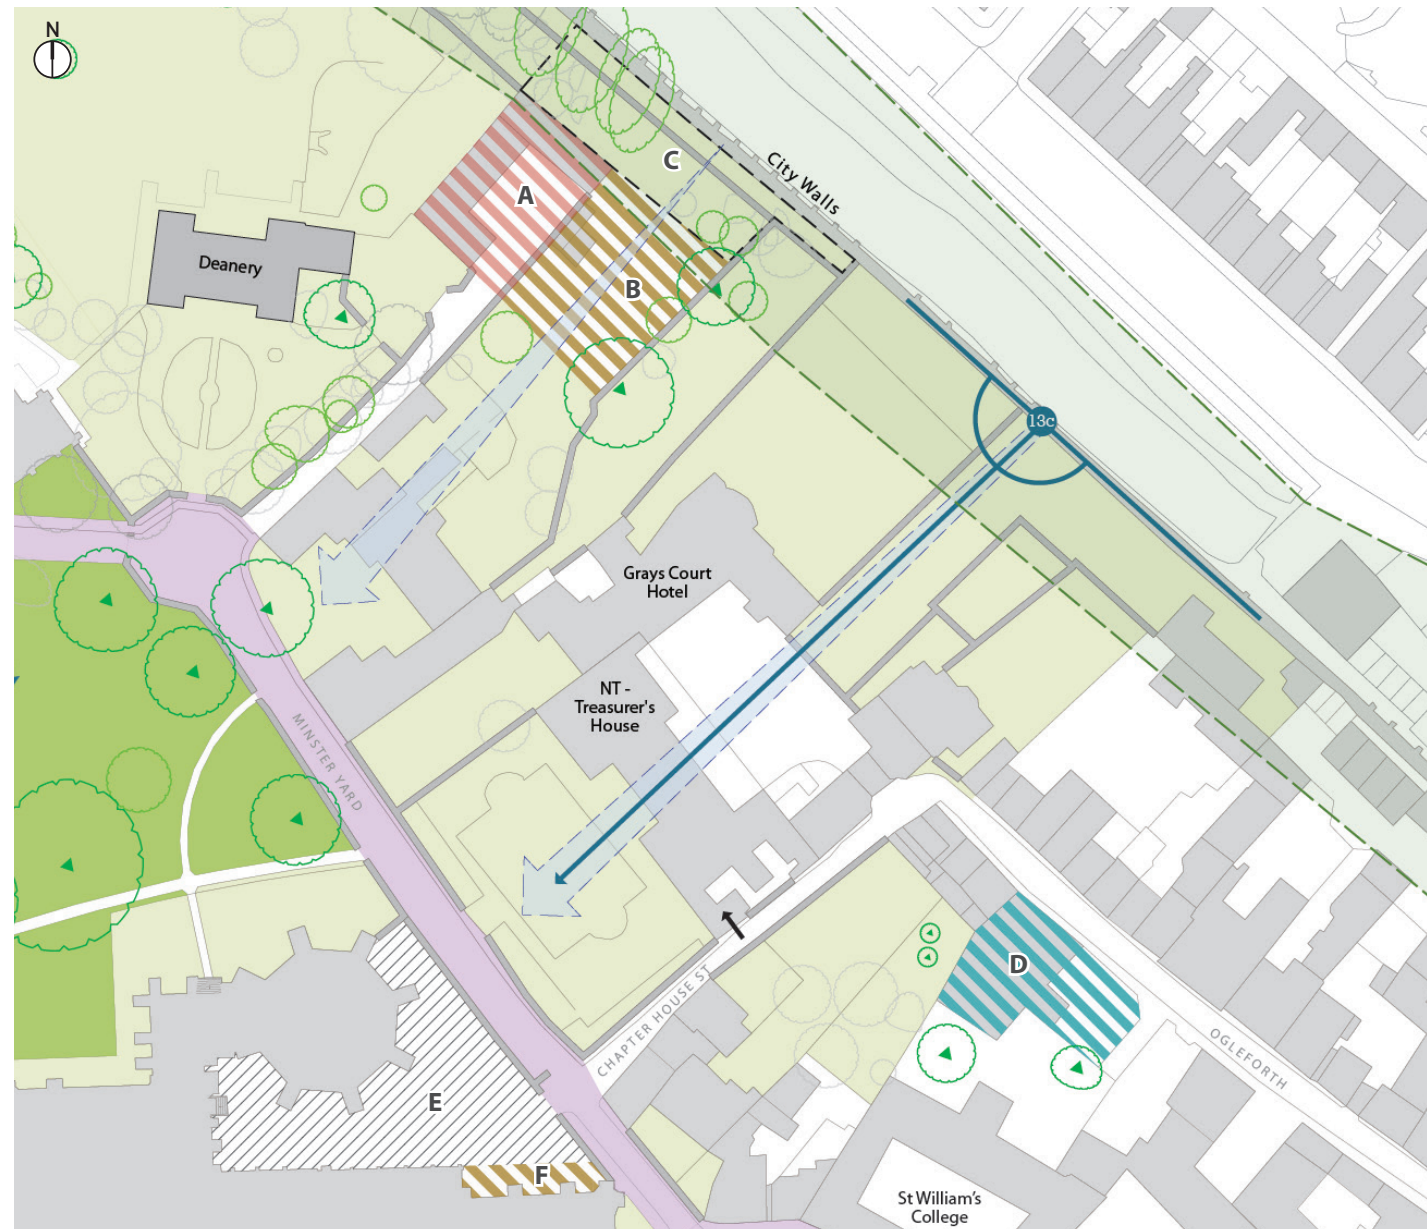 N
C
City Walls
A
Deanery
B
13c
Grays Court
Hotel
NT -
Treasurer's
House
MINSTER YARD
D
CHAPTER HOUSE ST
OGLEFORTH
E
F
St William's
College